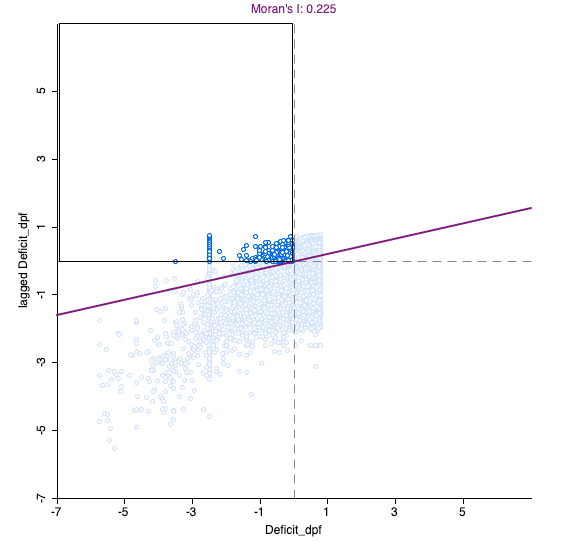 Moran's I: 0.225
5
3
1
-1
-3
-5
-7
lagged Deficit_dpf
-7 -5 -3 -1 1 3 5
Deficit_dpf